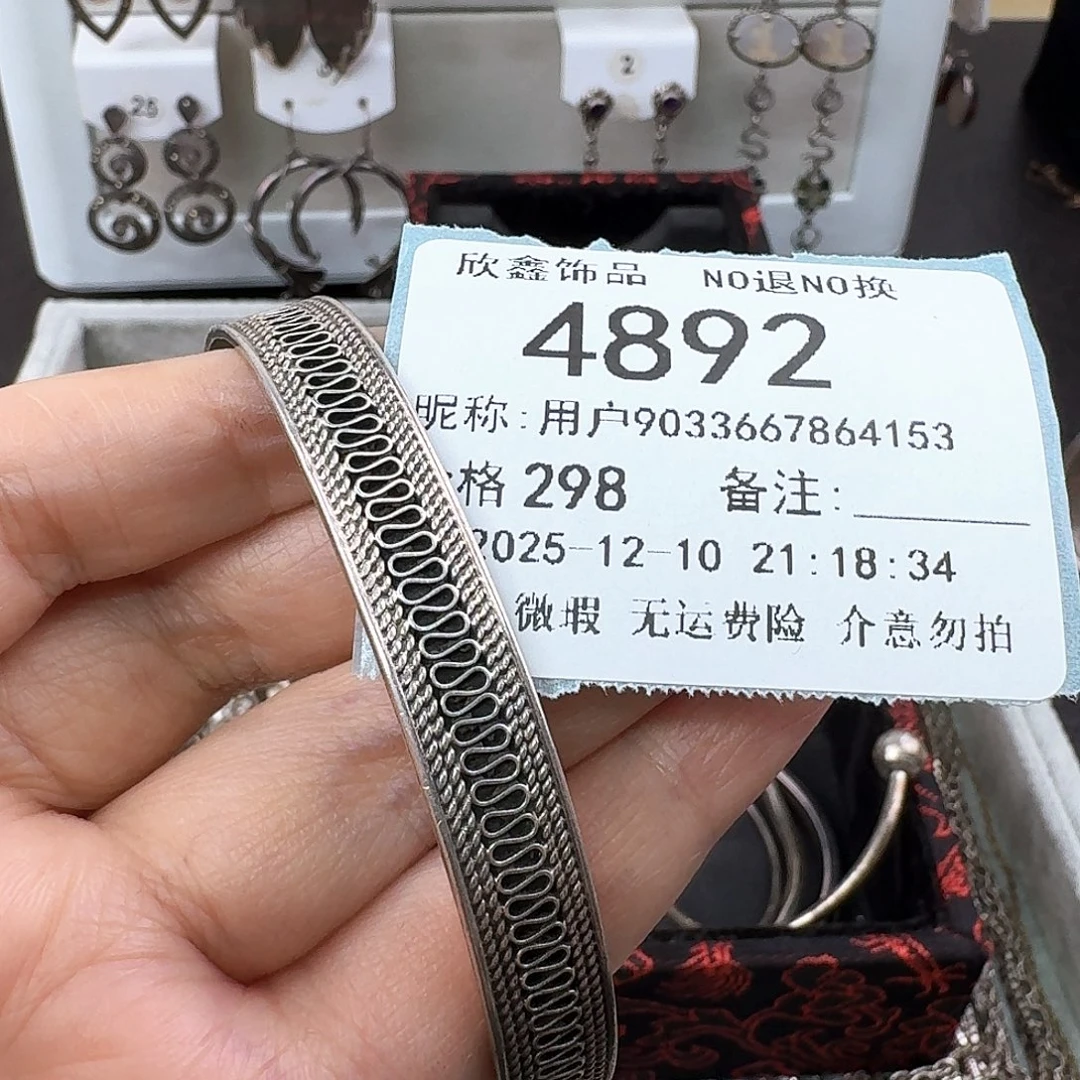 26
2
欣鑫饰品 NO退NO换
4892
昵称:用户9033667864153
格 298 备注:
2025-12-10 21:18:34
微瑕 无运费险 介意勿拍